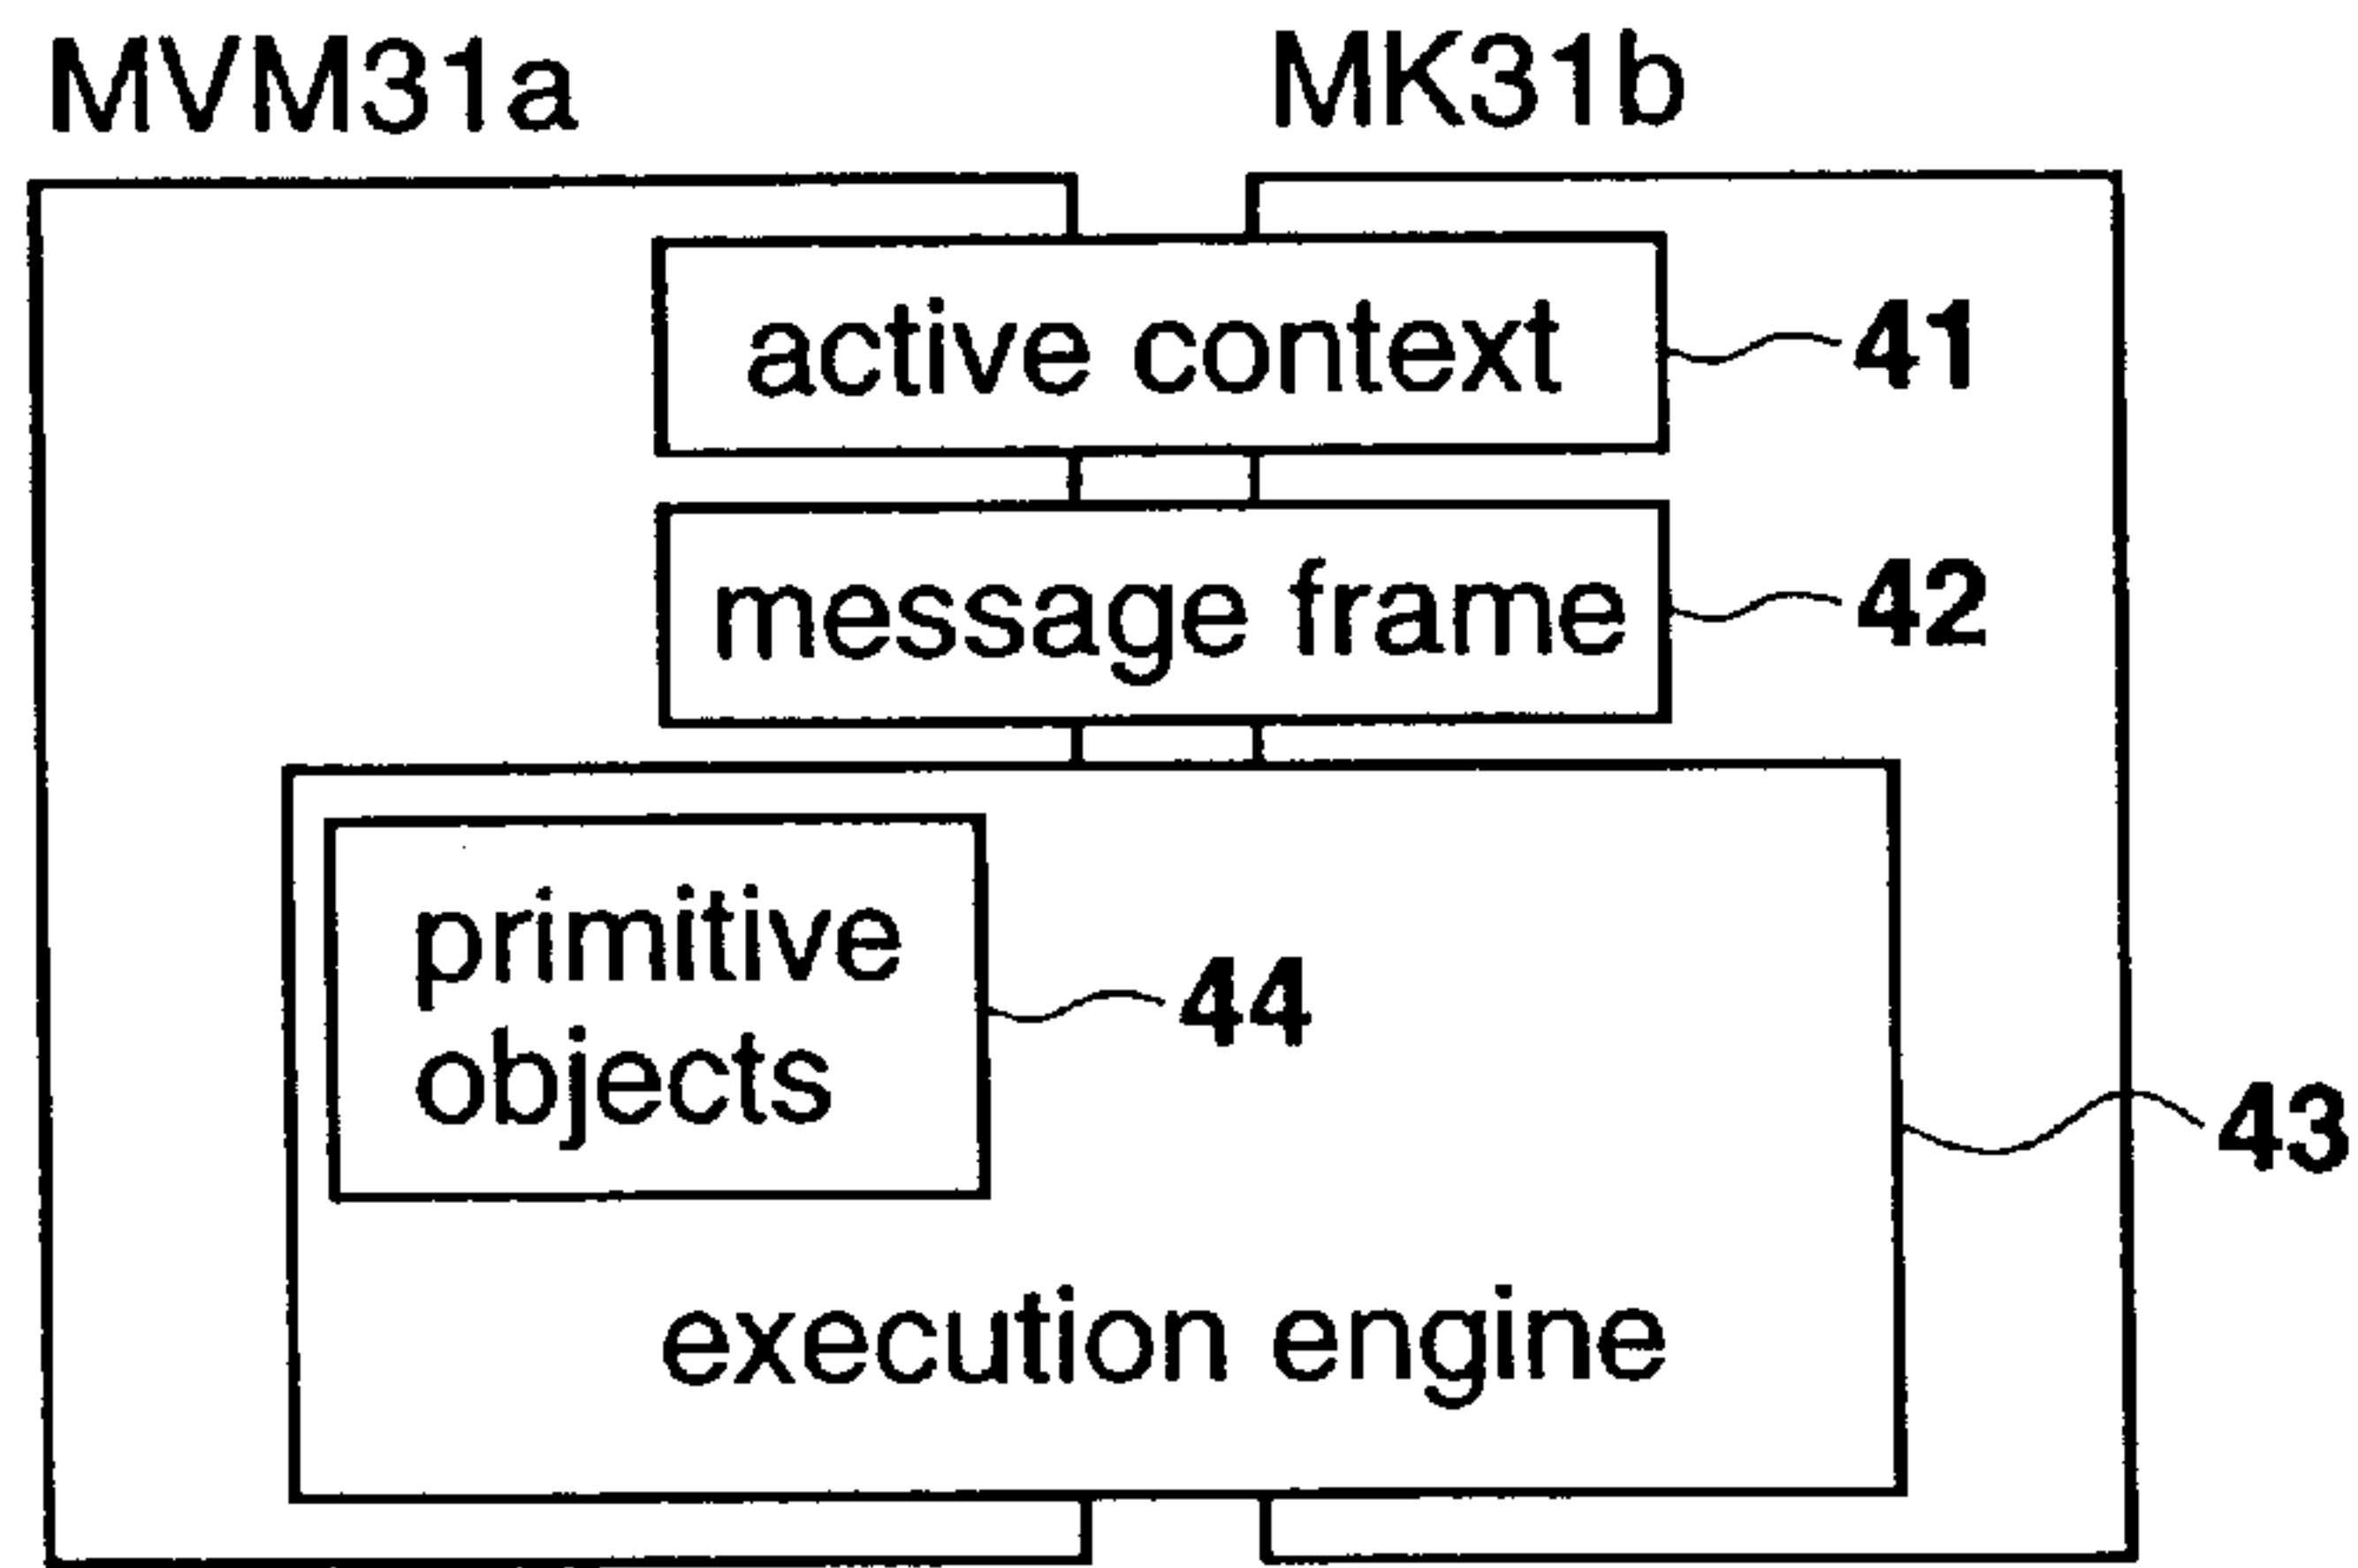 MVM31a MK31b
active context 41
message frame 42
primitive
objects 44
43
execution engine